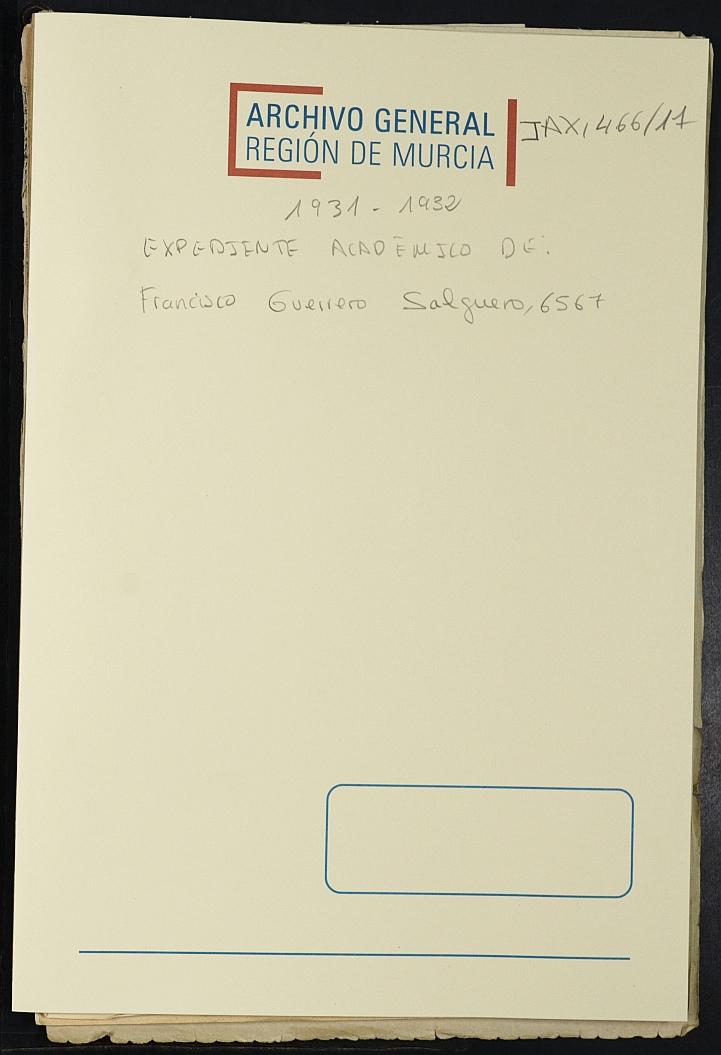 ARCHIVO GENERAL
REGIÓN DE MURCIA
JAX, 466/17
1931 - 1932
EXPEDIENTE ACADÉMICO DE:
Francisco Guerrero Salguero, 6567